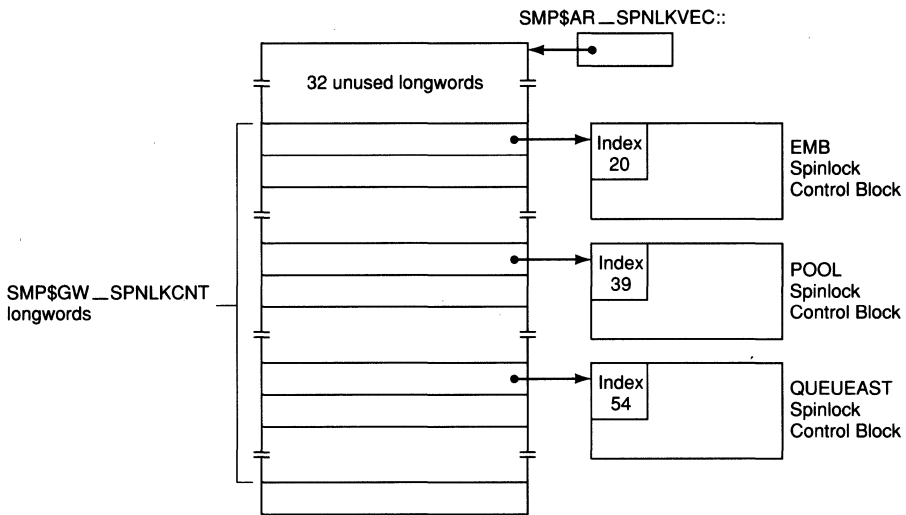 SMP$AR_SPNLKVEC::
32 unused longwords
Index
20
EMB
Spinlock
Control Block
SMP$GW_SPNLKCNT
longwords
Index
39
POOL
Spinlock
Control Block
Index
54
QUEUEAST
Spinlock
Control Block